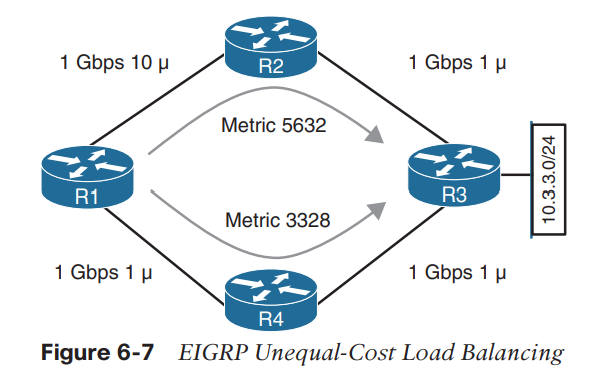 1 Gbps 10 µ
R2
1 Gbps 1 µ
Metric 5632
R1
R3
10.3.3.0/24
Metric 3328
1 Gbps 1 µ
R4
1 Gbps 1 µ
Figure 6-7 EIGRP Unequal-Cost Load Balancing